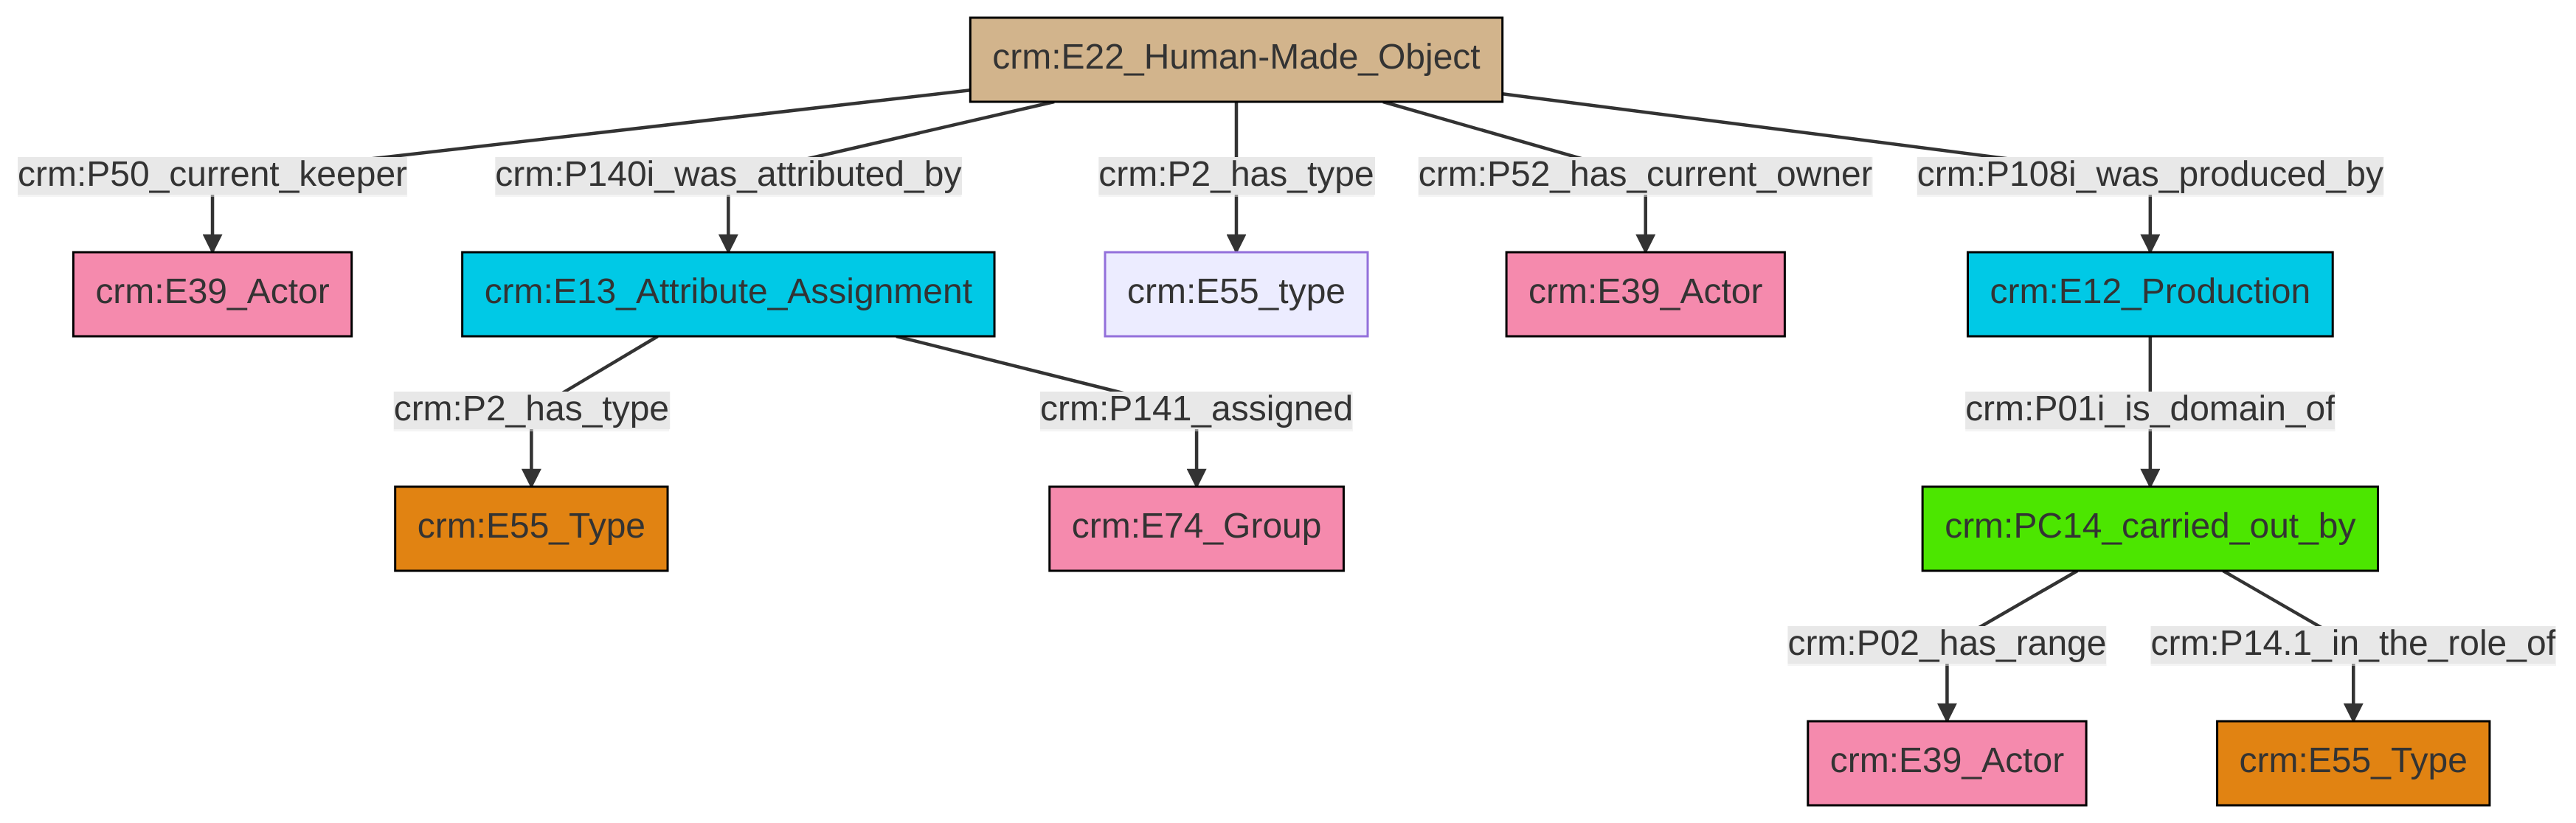 crm:E22_Human-Made_Object
crm:P50_current_keeper
crm:P140i_was_attributed_by
crm:P2_has_type
crm:P52_has_current_owner
crm:P108i_was_produced_by
crm:E39_Actor
crm:E13_Attribute_Assignment
crm:E55_type
crm:E39_Actor
crm:E12_Production
crm:P2_has_type
crm:P141_assigned
crm:P01i_is_domain_of
crm:E55_Type
crm:E74_Group
crm:PC14_carried_out_by
crm:P02_has_range
crm:P14.1_in_the_role_of
crm:E39_Actor
crm:E55_Type